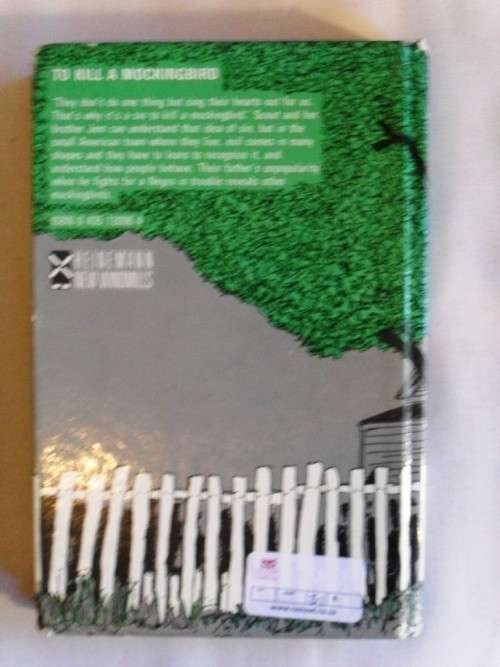 TO KILL A MOCKINGBIRD
'They don't do one thing but sing their hearts out for us.
That's why it's a sin to kill a mockingbird.' Scout and her
brother Jem can understand that idea of sin, but in the
small American town where they live, evil comes in many
shapes and they have to learn to recognise it, and
understand how people behave. Their father's unpopularity
when he fights for a Negro in trouble reveals other
mockingbirds.
ISBN 0 435
HEINEMANN
NEW WINDMILLS